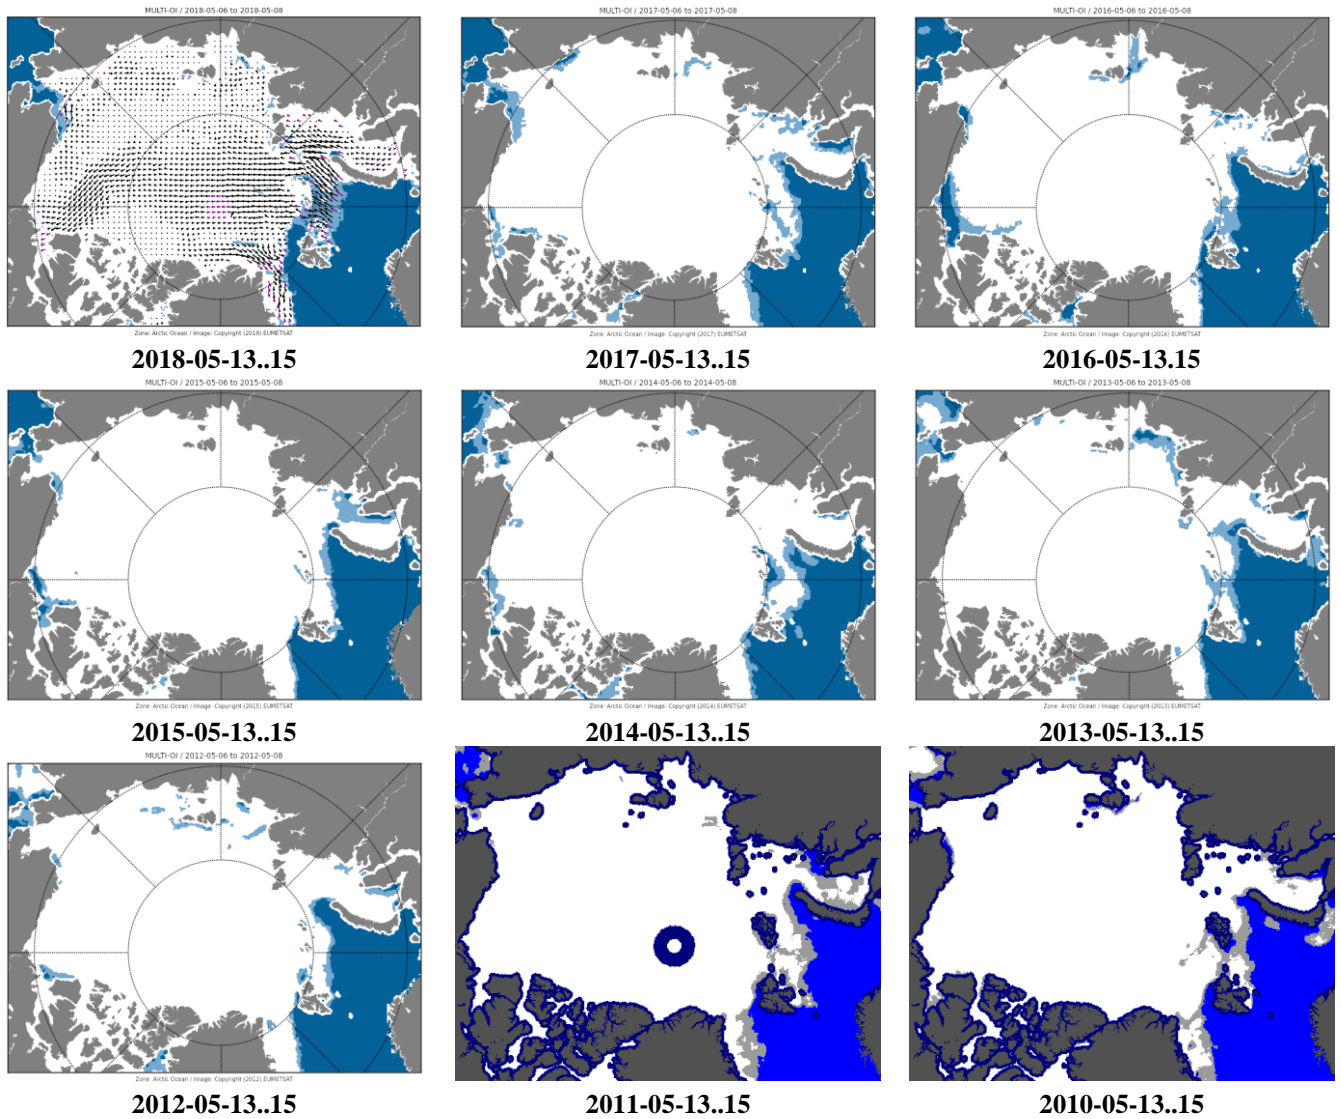 MULTI-OI / 2018-05-06 to 2018-05-08
MULTI-OI / 2017-05-06 to 2017-05-08
MULTI-OI / 2016-05-06 to 2016-05-08
Zone: Arctic Ocean / Image: Copyright (2018) EUMETSAT
Zone: Arctic Ocean / Image: Copyright (2017) EUMETSAT
Zone: Arctic Ocean / Image: Copyright (2016) EUMETSAT
2018-05-13..15
2017-05-13..15
2016-05-13.15
MULTI-OI / 2015-05-06 to 2015-05-08
MULTI-OI / 2014-05-06 to 2014-05-08
MULTI-OI / 2013-05-06 to 2013-05-08
Zone: Arctic Ocean / Image: Copyright (2015) EUMETSAT
Zone: Arctic Ocean / Image: Copyright (2014) EUMETSAT
Zone: Arctic Ocean / Image: Copyright (2013) EUMETSAT
2015-05-13..15
2014-05-13..15
2013-05-13..15
MULTI-OI / 2012-05-06 to 2012-05-08
Zone: Arctic Ocean / Image: Copyright (2012) EUMETSAT
2012-05-13..15
2011-05-13..15
2010-05-13..15